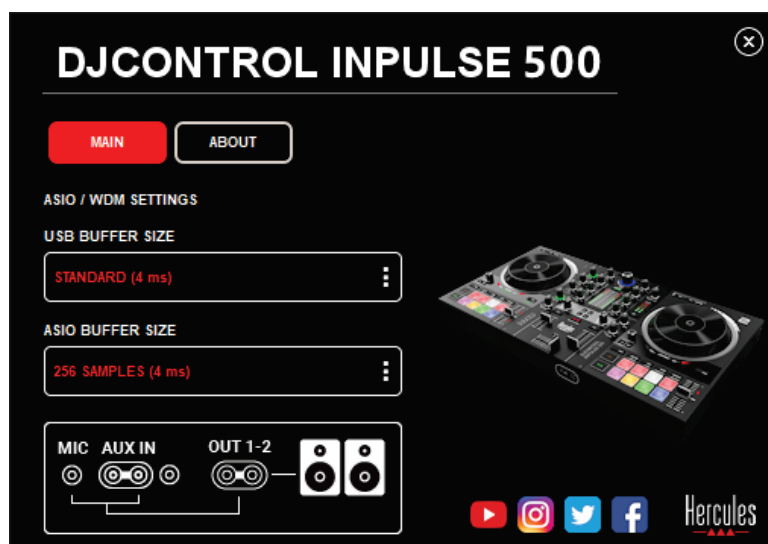 DJCONTROL INPULSE 500
MAIN
ABOUT
ASIO / WDM SETTINGS
USB BUFFER SIZE
STANDARD (4 ms)
ASIO BUFFER SIZE
256 SAMPLES (4 ms)
MIC AUX IN OUT 1-2
Hercules